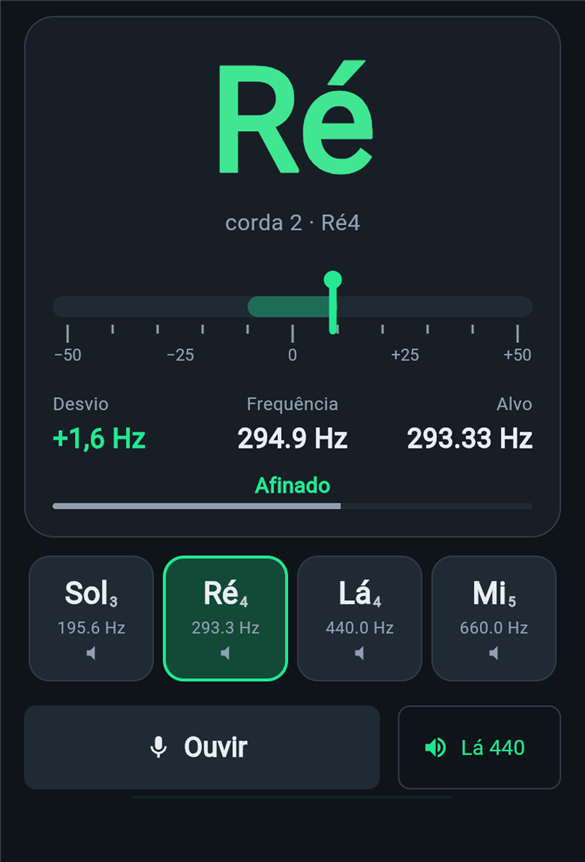 Ré
corda 2 · Ré4
−50 −25 0 +25 +50
Desvio Frequência Alvo
+1,6 Hz 294.9 Hz 293.33 Hz
Afinado
Sol₃ Ré₄ Lá₄ Mi₅
195.6 Hz 293.3 Hz 440.0 Hz 660.0 Hz
Ouvir Lá 440